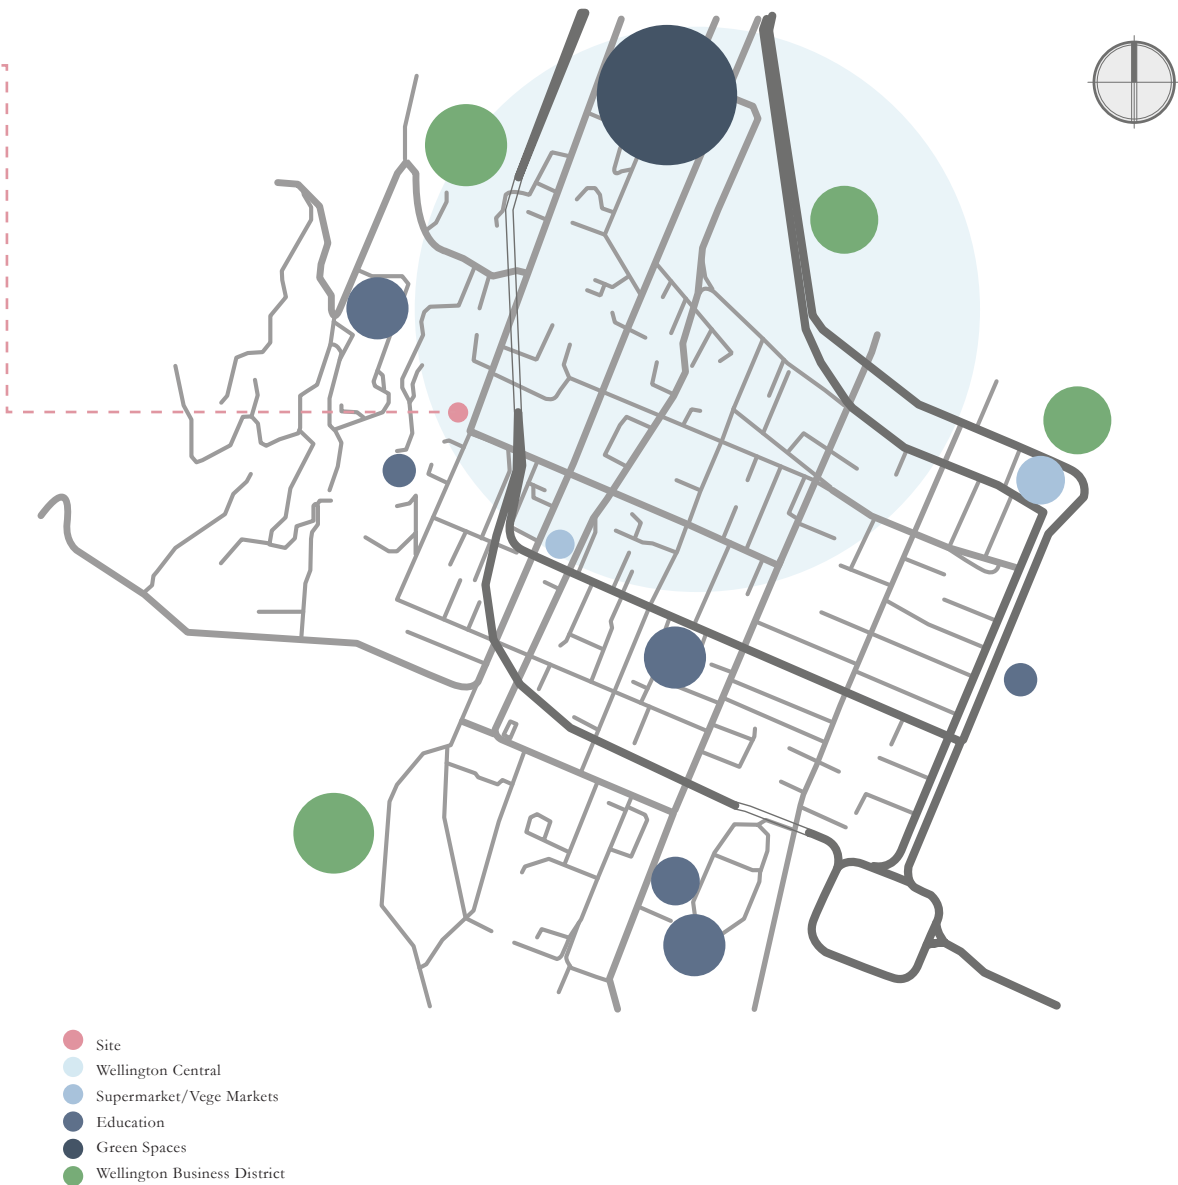 Site
Wellington Central
Supermarket/Vege Markets
Education
Green Spaces
Wellington Business District